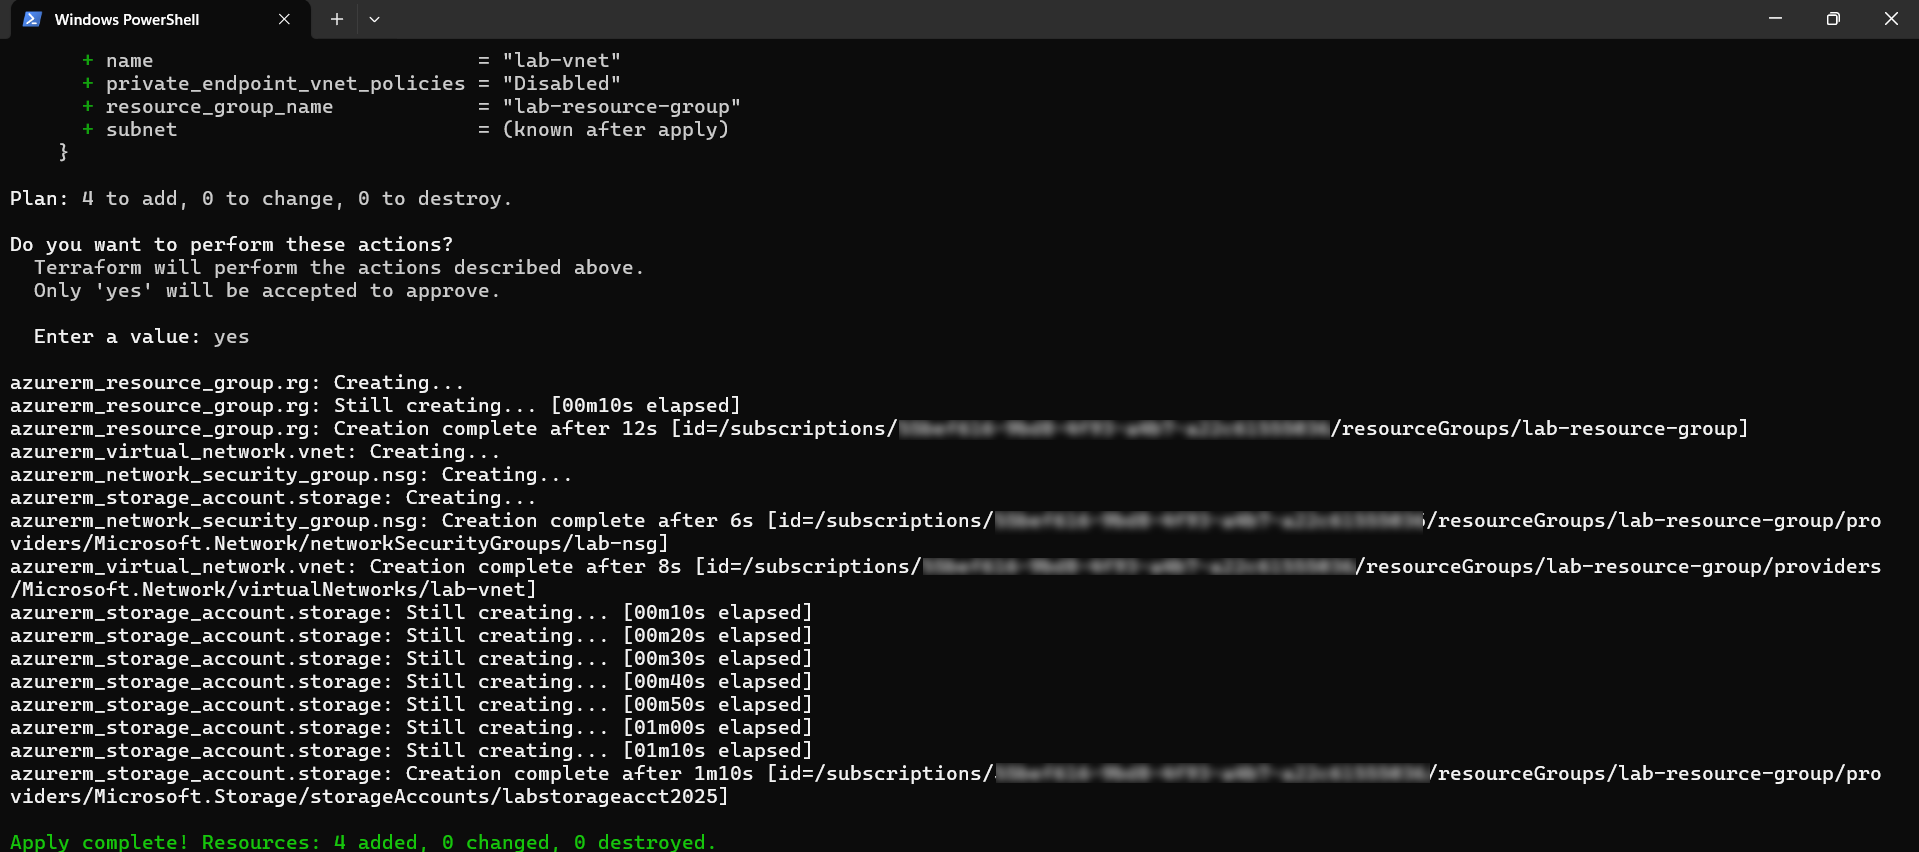 Windows PowerShell
+ name = "lab-vnet"
+ private_endpoint_vnet_policies = "Disabled"
+ resource_group_name = "lab-resource-group"
+ subnet = (known after apply)
}
Plan: 4 to add, 0 to change, 0 to destroy.
Do you want to perform these actions?
Terraform will perform the actions described above.
Only 'yes' will be accepted to approve.
Enter a value: yes
azurerm_resource_group.rg: Creating...
azurerm_resource_group.rg: Still creating... [00m10s elapsed]
azurerm_resource_group.rg: Creation complete after 12s [id=/subscriptions/ /resourceGroups/lab-resource-group]
azurerm_virtual_network.vnet: Creating...
azurerm_network_security_group.nsg: Creating...
azurerm_storage_account.storage: Creating...
azurerm_network_security_group.nsg: Creation complete after 6s [id=/subscriptions/ /resourceGroups/lab-resource-group/pro
viders/Microsoft.Network/networkSecurityGroups/lab-nsg]
azurerm_virtual_network.vnet: Creation complete after 8s [id=/subscriptions/ /resourceGroups/lab-resource-group/providers
/Microsoft.Network/virtualNetworks/lab-vnet]
azurerm_storage_account.storage: Still creating... [00m10s elapsed]
azurerm_storage_account.storage: Still creating... [00m20s elapsed]
azurerm_storage_account.storage: Still creating... [00m30s elapsed]
azurerm_storage_account.storage: Still creating... [00m40s elapsed]
azurerm_storage_account.storage: Still creating... [00m50s elapsed]
azurerm_storage_account.storage: Still creating... [01m00s elapsed]
azurerm_storage_account.storage: Still creating... [01m10s elapsed]
azurerm_storage_account.storage: Creation complete after 1m10s [id=/subscriptions/ /resourceGroups/lab-resource-group/pro
viders/Microsoft.Storage/storageAccounts/labstorageacct2025]
Apply complete! Resources: 4 added, 0 changed, 0 destroyed.